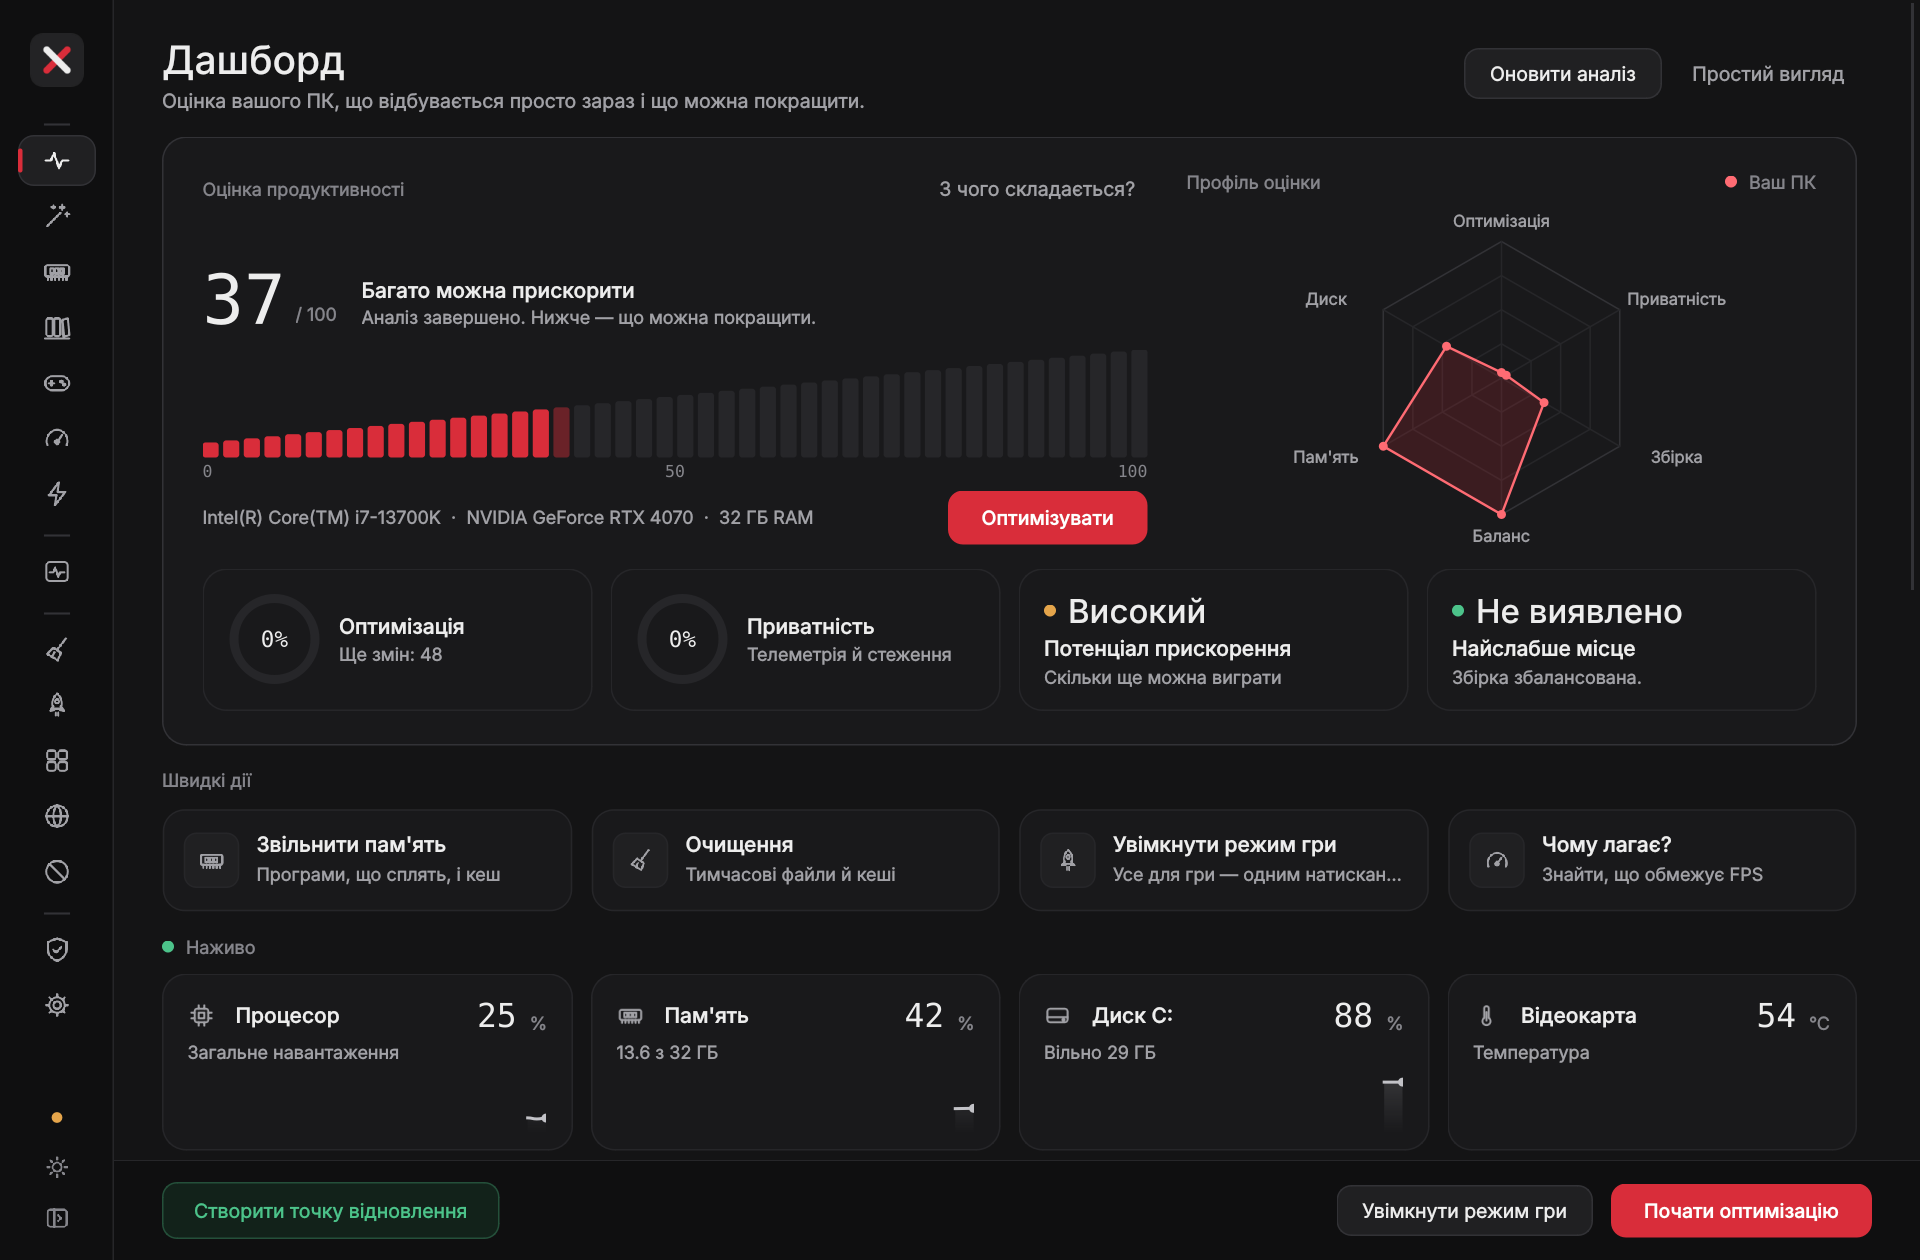 Дашборд
Оцінка вашого ПК, що відбувається просто зараз і що можна покращити.
Оновити аналіз
Простий вигляд
Оцінка продуктивності
З чого складається?
37 / 100
Багато можна прискорити
Аналіз завершено. Нижче — що можна покращити.
0 50 100
Intel(R) Core(TM) i7-13700K · NVIDIA GeForce RTX 4070 · 32 ГБ RAM
Оптимізувати
Профіль оцінки
Ваш ПК
Оптимізація
Диск
Приватність
Пам'ять
Збірка
Баланс
0%
Оптимізація
Ще змін: 48
0%
Приватність
Телеметрія й стеження
Високий
Потенціал прискорення
Скільки ще можна виграти
Не виявлено
Найслабше місце
Збірка збалансована.
Швидкі дії
Звільнити пам'ять
Програми, що сплять, і кеш
Очищення
Тимчасові файли й кеші
Увімкнути режим гри
Усе для гри — одним натискан...
Чому лагає?
Знайти, що обмежує FPS
Наживо
Процесор 25 %
Загальне навантаження
Пам'ять 42 %
13.6 з 32 ГБ
Диск C: 88 %
Вільно 29 ГБ
Відеокарта 54 °C
Температура
Створити точку відновлення
Увімкнути режим гри
Почати оптимізацію